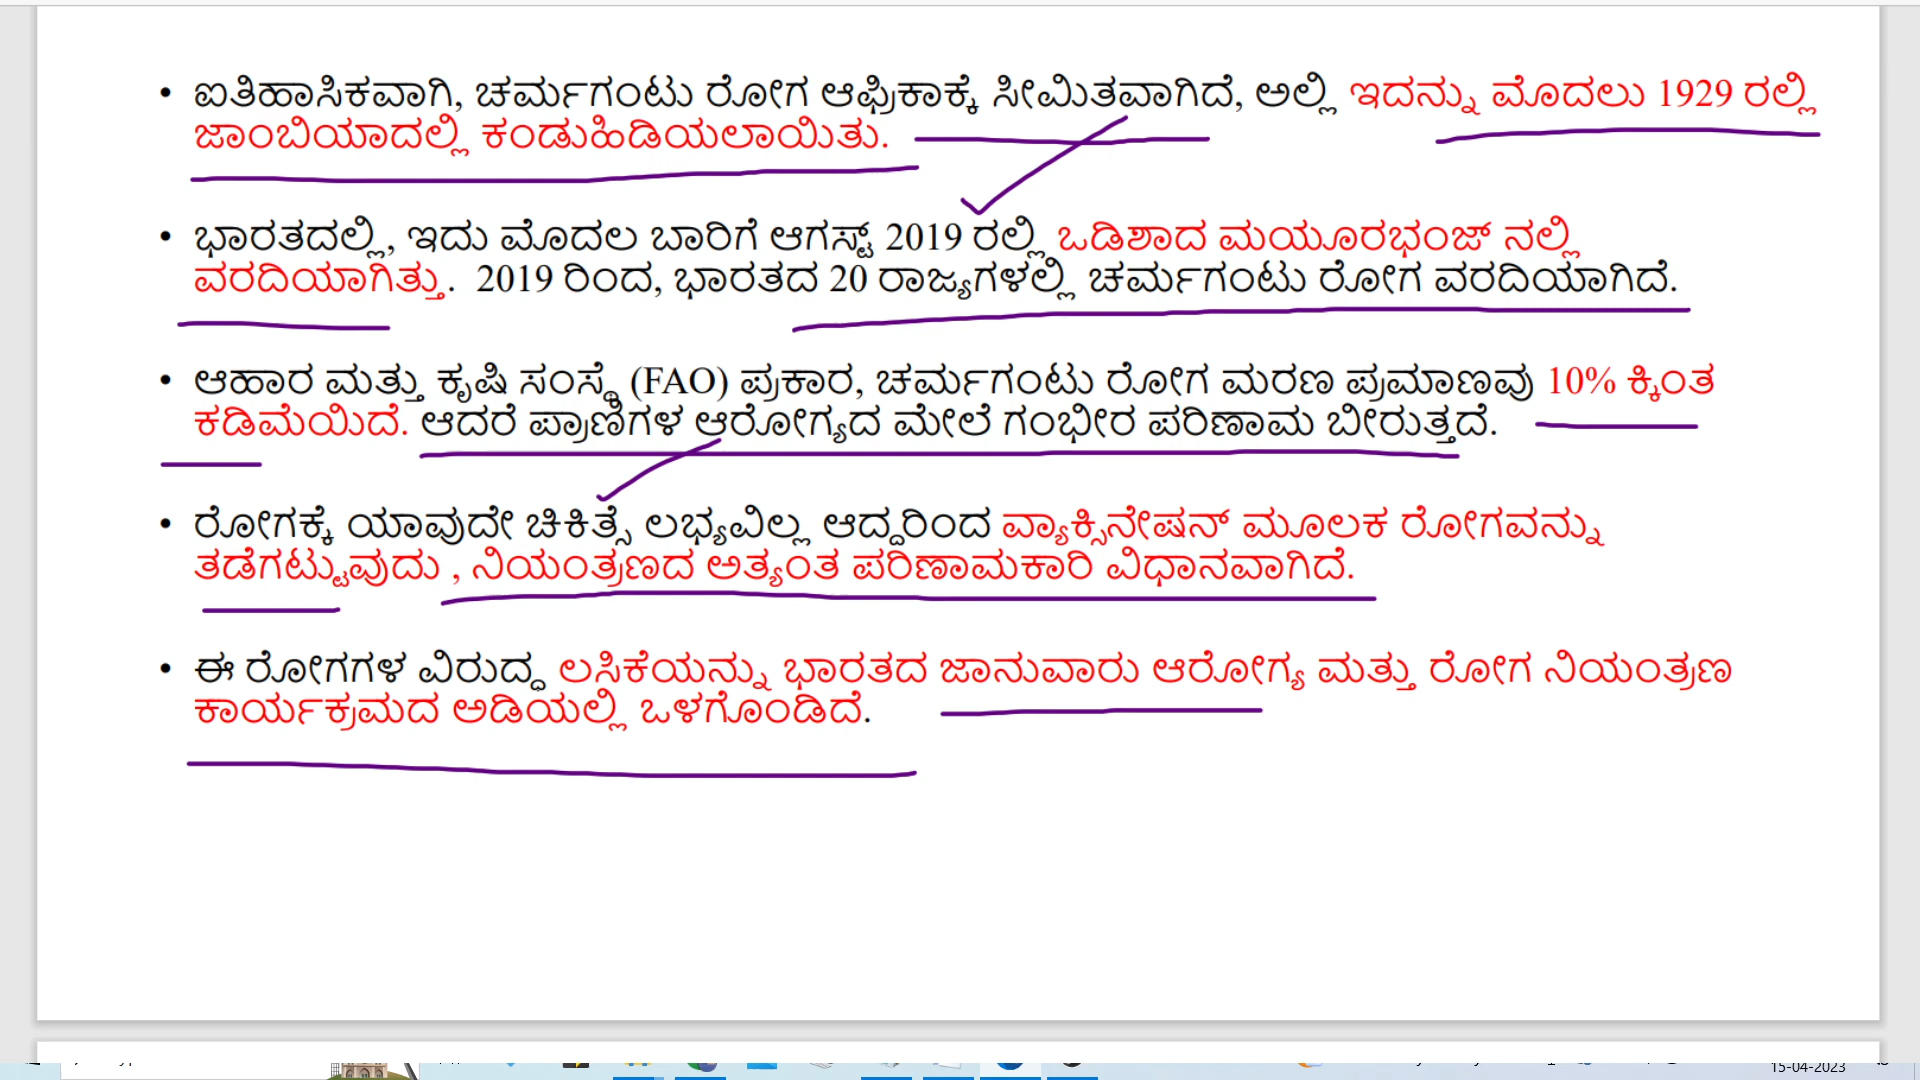 • ಐತಿಹಾಸಿಕವಾಗಿ, ಚರ್ಮಗಂಟು ರೋಗ ಆಫ್ರಿಕಾಕ್ಕೆ ಸೀಮಿತವಾಗಿದೆ, ಅಲ್ಲಿ ಇದನ್ನು ಮೊದಲು 1929 ರಲ್ಲಿ
ಜಾಂಬಿಯಾದಲ್ಲಿ ಕಂಡುಹಿಡಿಯಲಾಯಿತು.
• ಭಾರತದಲ್ಲಿ, ಇದು ಮೊದಲ ಬಾರಿಗೆ ಆಗಸ್ಟ್ 2019 ರಲ್ಲಿ ಒಡಿಶಾದ ಮಯೂರಭಂಜ್ ನಲ್ಲಿ
ವರದಿಯಾಗಿತ್ತು. 2019 ರಿಂದ, ಭಾರತದ 20 ರಾಜ್ಯಗಳಲ್ಲಿ ಚರ್ಮಗಂಟು ರೋಗ ವರದಿಯಾಗಿದೆ.
• ಆಹಾರ ಮತ್ತು ಕೃಷಿ ಸಂಸ್ಥೆ (FAO) ಪ್ರಕಾರ, ಚರ್ಮಗಂಟು ರೋಗ ಮರಣ ಪ್ರಮಾಣವು 10% ಕ್ಕಿಂತ
ಕಡಿಮೆಯಿದೆ. ಆದರೆ ಪ್ರಾಣಿಗಳ ಆರೋಗ್ಯದ ಮೇಲೆ ಗಂಭೀರ ಪರಿಣಾಮ ಬೀರುತ್ತದೆ.
• ರೋಗಕ್ಕೆ ಯಾವುದೇ ಚಿಕಿತ್ಸೆ ಲಭ್ಯವಿಲ್ಲ ಆದ್ದರಿಂದ ವ್ಯಾಕ್ಸಿನೇಷನ್ ಮೂಲಕ ರೋಗವನ್ನು
ತಡೆಗಟ್ಟುವುದು , ನಿಯಂತ್ರಣದ ಅತ್ಯಂತ ಪರಿಣಾಮಕಾರಿ ವಿಧಾನವಾಗಿದೆ.
• ಈ ರೋಗಗಳ ವಿರುದ್ಧ ಲಸಿಕೆಯನ್ನು ಭಾರತದ ಜಾನುವಾರು ಆರೋಗ್ಯ ಮತ್ತು ರೋಗ ನಿಯಂತ್ರಣ
ಕಾರ್ಯಕ್ರಮದ ಅಡಿಯಲ್ಲಿ ಒಳಗೊಂಡಿದೆ.
15-04-2023